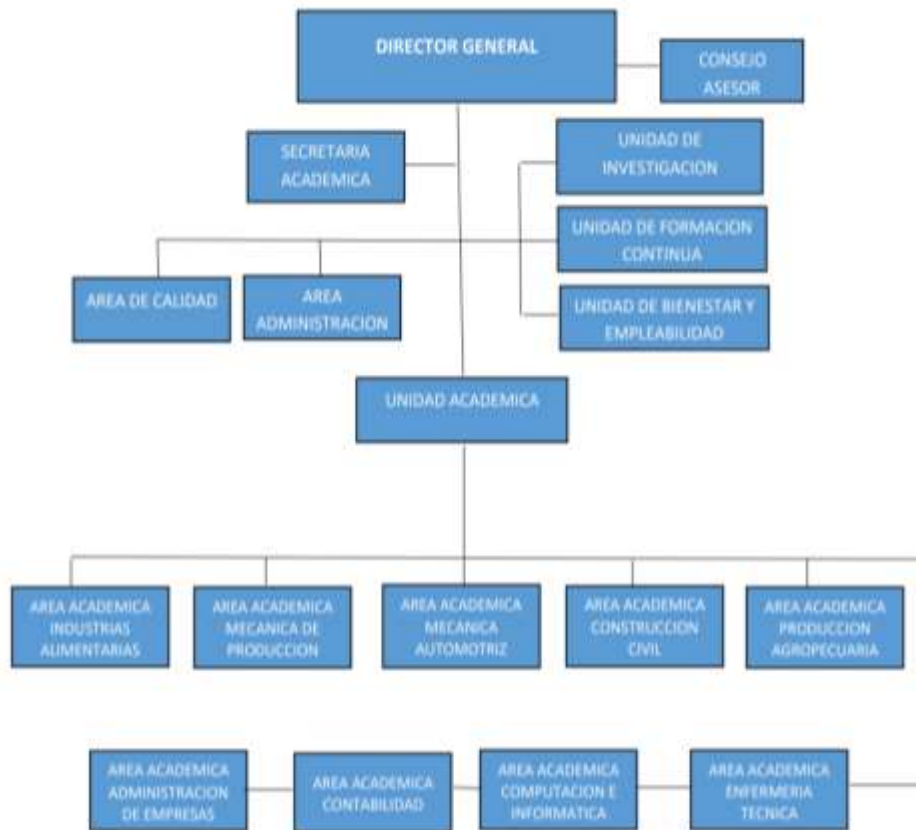 DIRECTOR GENERAL
CONSEJO
ASESOR
SECRETARIA
ACADEMICA
UNIDAD DE
INVESTIGACION
UNIDAD DE FORMACION
CONTINUA
AREA DE CALIDAD
AREA
ADMINISTRACION
UNIDAD DE BIENESTAR Y
EMPLEABILIDAD
UNIDAD ACADEMICA
AREA ACADEMICA
INDUSTRIAS
ALIMENTARIAS
AREA ACADEMICA
MECANICA DE
PRODUCCION
AREA ACADEMICA
MECANICA
AUTOMOTRIZ
AREA ACADEMICA
CONSTRUCCION
CIVIL
AREA ACADEMICA
PRODUCCION
AGROPECUARIA
AREA ACADEMICA
ADMINISTRACION
DE EMPRESAS
AREA ACADEMICA
CONTABILIDAD
AREA ACADEMICA
COMPUTACION E
INFORMATICA
AREA ACADEMICA
ENFERMERIA
TECNICA